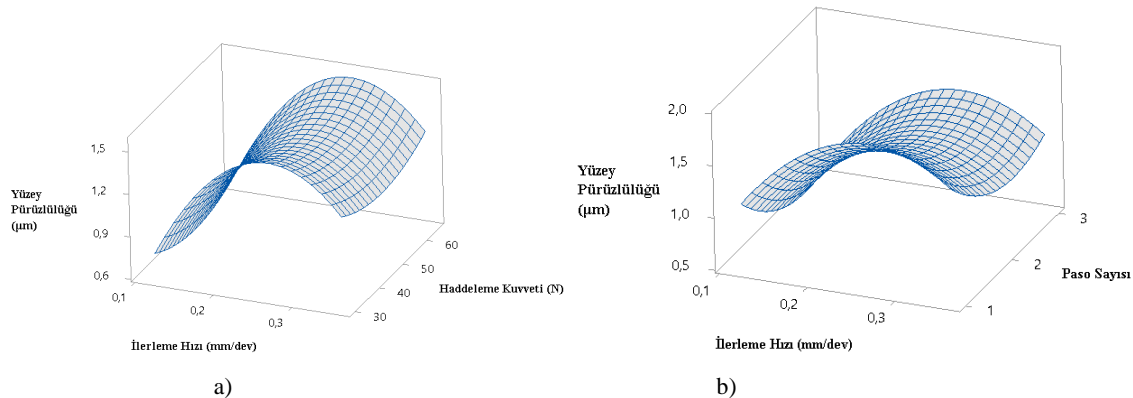 1,5
1,2
0,9
0,6
Yüzey
Pürüzlülüğü
(µm)
0,1
0,2
0,3
İlerleme Hızı (mm/dev)
60
50
40
30
Haddeleme Kuvveti (N)
a)
2,0
1,5
1,0
0,5
Yüzey
Pürüzlülüğü
(µm)
0,1
0,2
0,3
İlerleme Hızı (mm/dev)
3
2
1
Paso Sayısı
b)